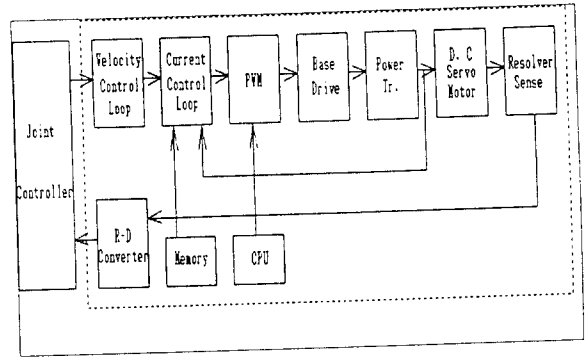 Joint
Controller
Velocity
Control
Loop
Current
Control
Loop
PWM
Base
Drive
Power
Tr.
D. C
Servo
Motor
Resolver
Sense
R-D
Converter
Memory
CPU